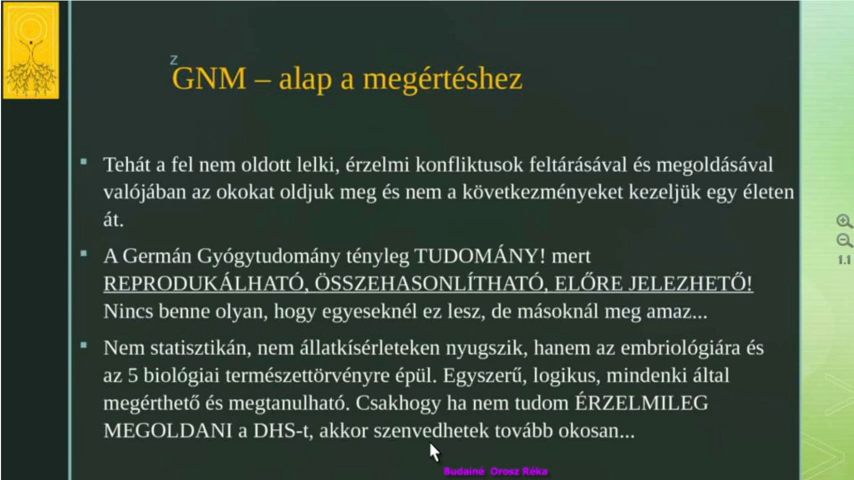 z
GNM – alap a megértéshez
▪ Tehát a fel nem oldott lelki, érzelmi konfliktusok feltárásával és megoldásával
valójában az okokat oldjuk meg és nem a következményeket kezeljük egy életen
át.
▪ A Germán Gyógytudomány tényleg TUDOMÁNY! mert
REPRODUKÁLHATÓ, ÖSSZEHASONLÍTHATÓ, ELŐRE JELEZHETŐ!
Nincs benne olyan, hogy egyeseknél ez lesz, de másoknál meg amaz...
▪ Nem statisztikán, nem állatkísérleteken nyugszik, hanem az embriológiára és
az 5 biológiai természettörvényre épül. Egyszerű, logikus, mindenki által
megérthető és megtanulható. Csakhogy ha nem tudom ÉRZELMILEG
MEGOLDANI a DHS-t, akkor szenvedhetek tovább okosan...
1.1
Budainé Orosz Réka